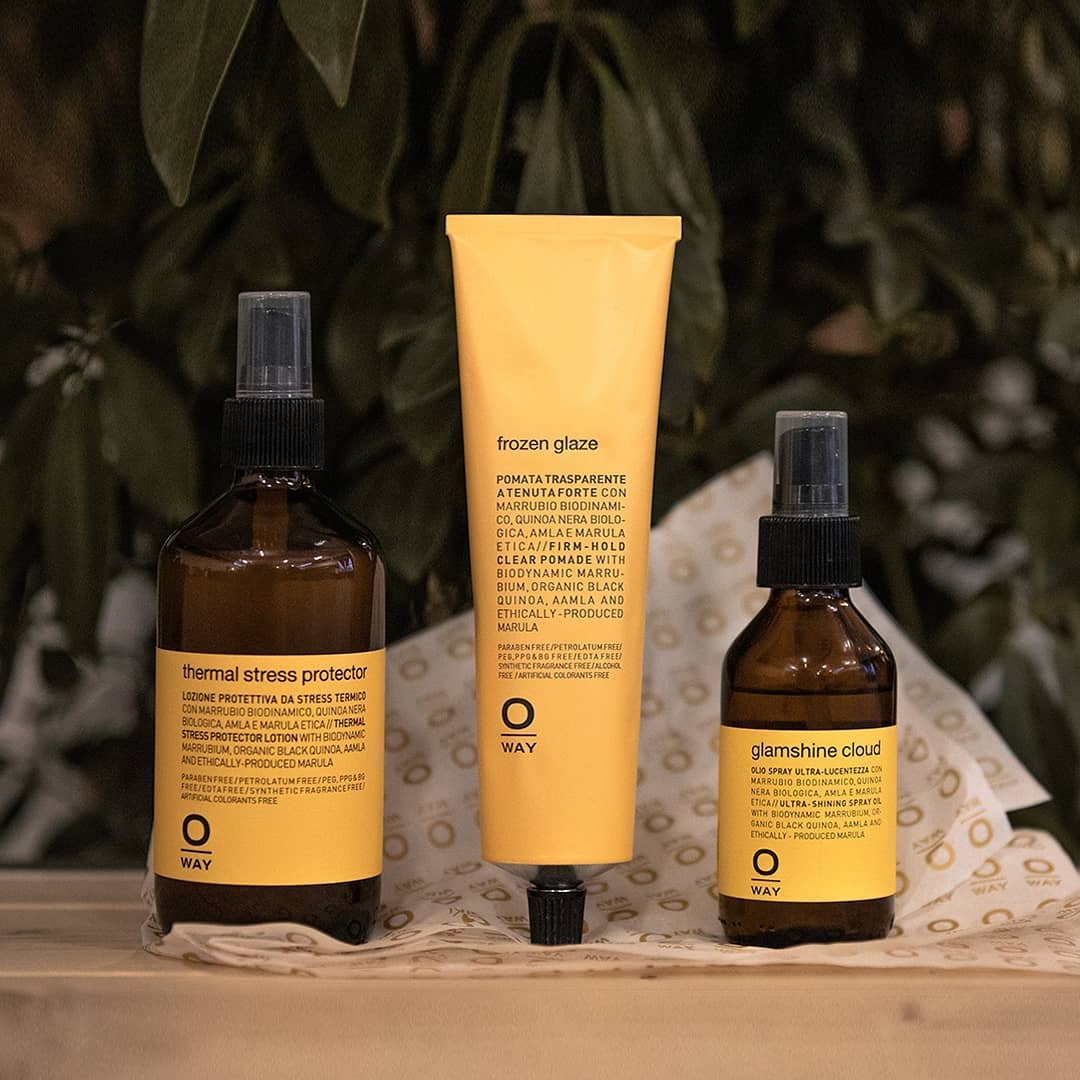 thermal stress protector
LOZIONE PROTETTIVA DA STRESS TERMICO
CON MARRUBIO BIODINAMICO, QUINOA NERA
BIOLOGICA, AMLA E MARULA ETICA // THERMAL
STRESS PROTECTOR LOTION WITH BIODYNAMIC
MARRUBIUM, ORGANIC BLACK QUINOA, AAMLA
AND ETHICALLY-PRODUCED MARULA
PARABEN FREE/PETROLATUM FREE/PEG, PPG & BG
FREE/EDTA FREE/SYNTHETIC FRAGRANCE FREE/
ARTIFICIAL COLORANTS FREE
O
WAY
frozen glaze
POMATA TRASPARENTE
A TENUTA FORTE CON
MARRUBIO BIODINAMI-
CO, QUINOA NERA BIOLO-
GICA, AMLA E MARULA
ETICA//FIRM-HOLD
CLEAR POMADE WITH
BIODYNAMIC MARRU-
BIUM, ORGANIC BLACK
QUINOA, AAMLA AND
ETHICALLY-PRODUCED
MARULA
PARABEN FREE/PETROLATUM FREE/
PEG, PPG & BG FREE/EDTA FREE/
SYNTHETIC FRAGRANCE FREE/ALCOHOL
FREE /ARTIFICIAL COLORANTS FREE
O
WAY
glamshine cloud
OLIO SPRAY ULTRA-LUCENTEZZA CON
MARRUBIO BIODINAMICO, QUINOA
NERA BIOLOGICA, AMLA E MARULA
ETICA//ULTRA-SHINING SPRAY OIL
WITH BIODYNAMIC MARRUBIUM, OR-
GANIC BLACK QUINOA, AAMLA AND
ETHICALLY - PRODUCED MARULA
O
WAY